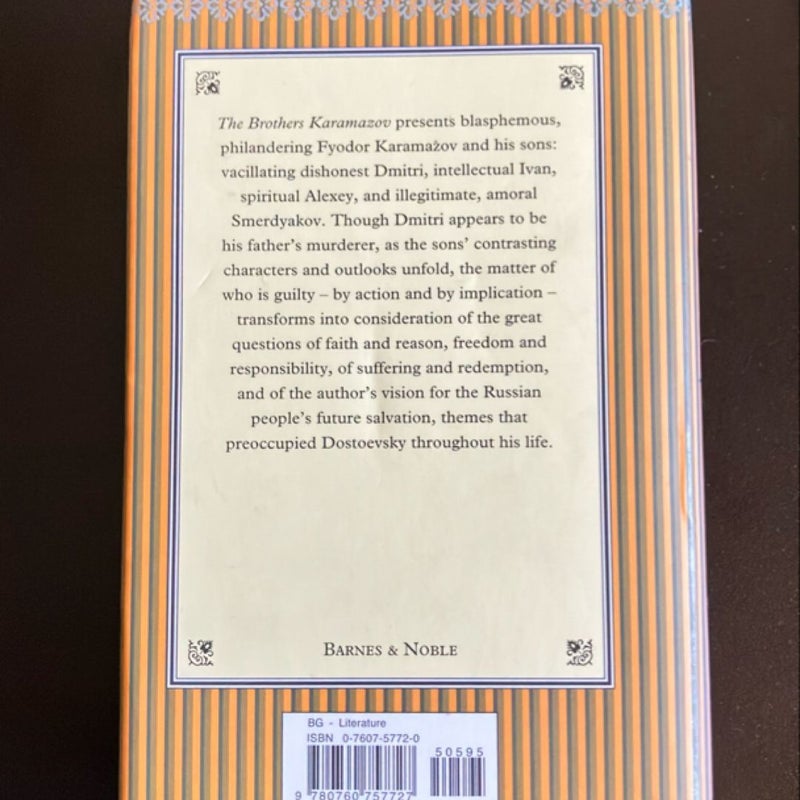 The Brothers Karamazov presents blasphemous,
philandering Fyodor Karamazov and his sons:
vacillating dishonest Dmitri, intellectual Ivan,
spiritual Alexey, and illegitimate, amoral
Smerdyakov. Though Dmitri appears to be
his father's murderer, as the sons' contrasting
characters and outlooks unfold, the matter of
who is guilty – by action and by implication –
transforms into consideration of the great
questions of faith and reason, freedom and
responsibility, of suffering and redemption,
and of the author's vision for the Russian
people's future salvation, themes that
preoccupied Dostoevsky throughout his life.
BARNES & NOBLE
BG - Literature
ISBN 0-7607-5772-0
50595
9 780760 757727